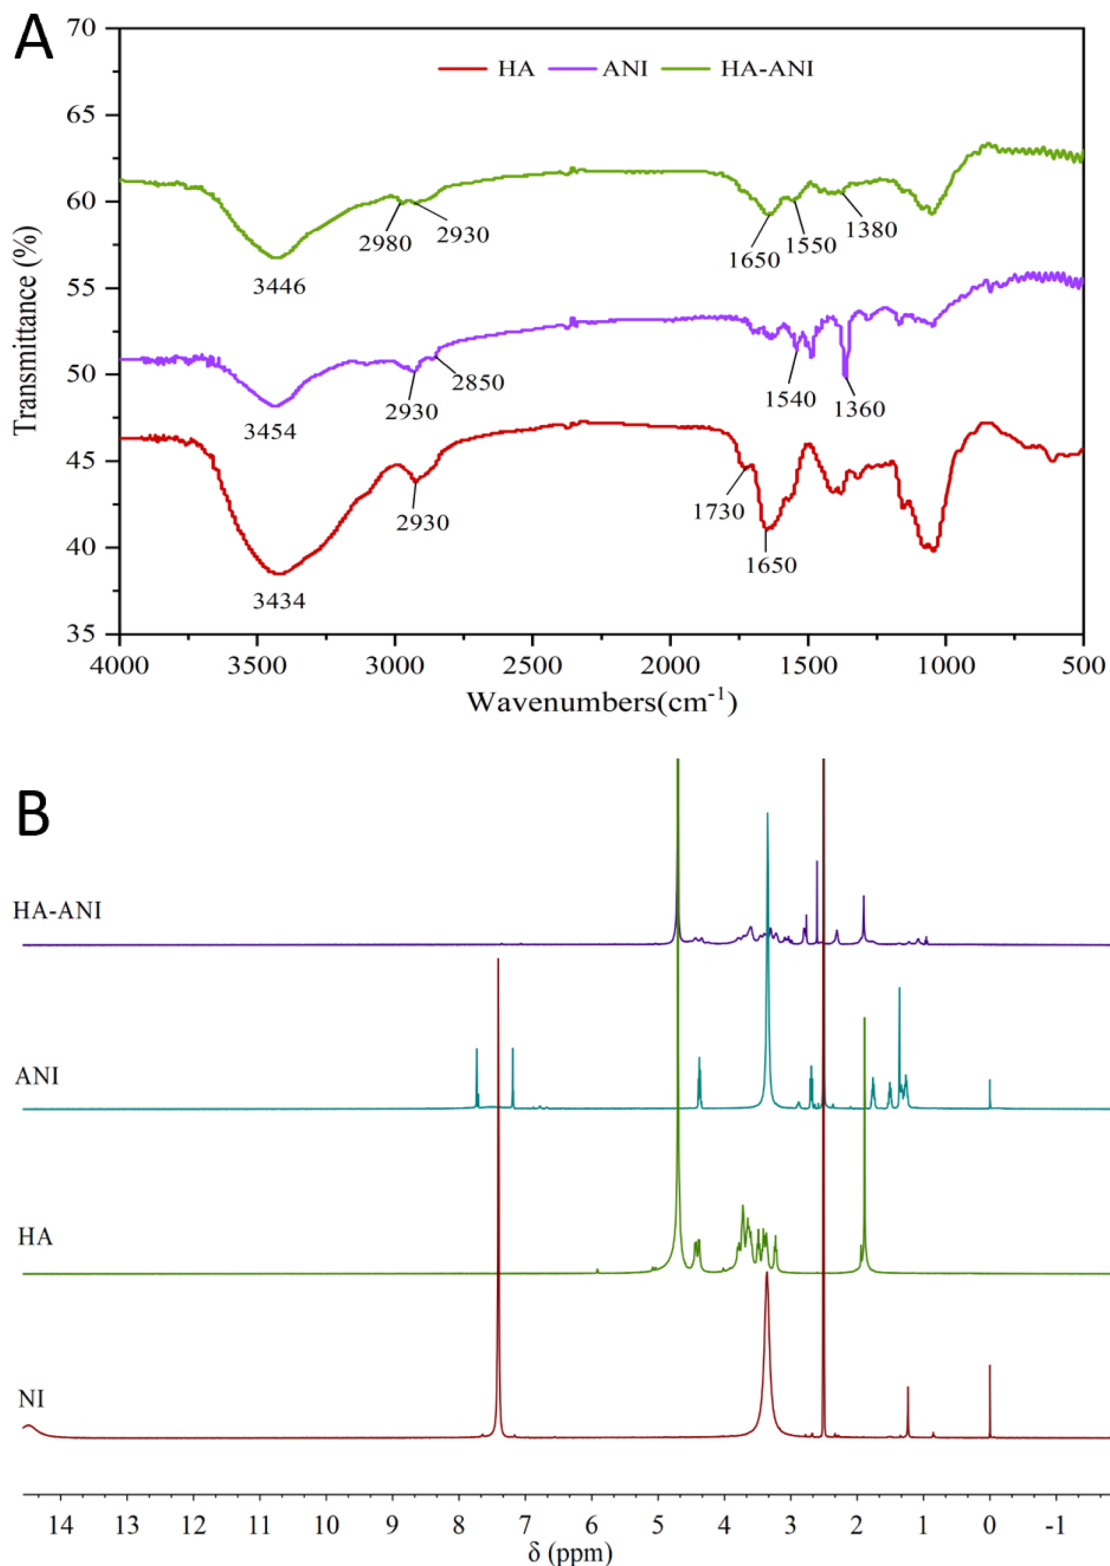 A
70
65
60
55
50
45
40
35
Transmittance (%)
HA ANI HA-ANI
2980 2930 1650 1550 1380
3446
2930 2850 1540 1360
3454
2930 1730 1650
3434
4000 3500 3000 2500 2000 1500 1000 500
Wavenumbers(cm⁻¹)
B
HA-ANI
ANI
HA
NI
14 13 12 11 10 9 8 7 6 5 4 3 2 1 0 -1
δ (ppm)